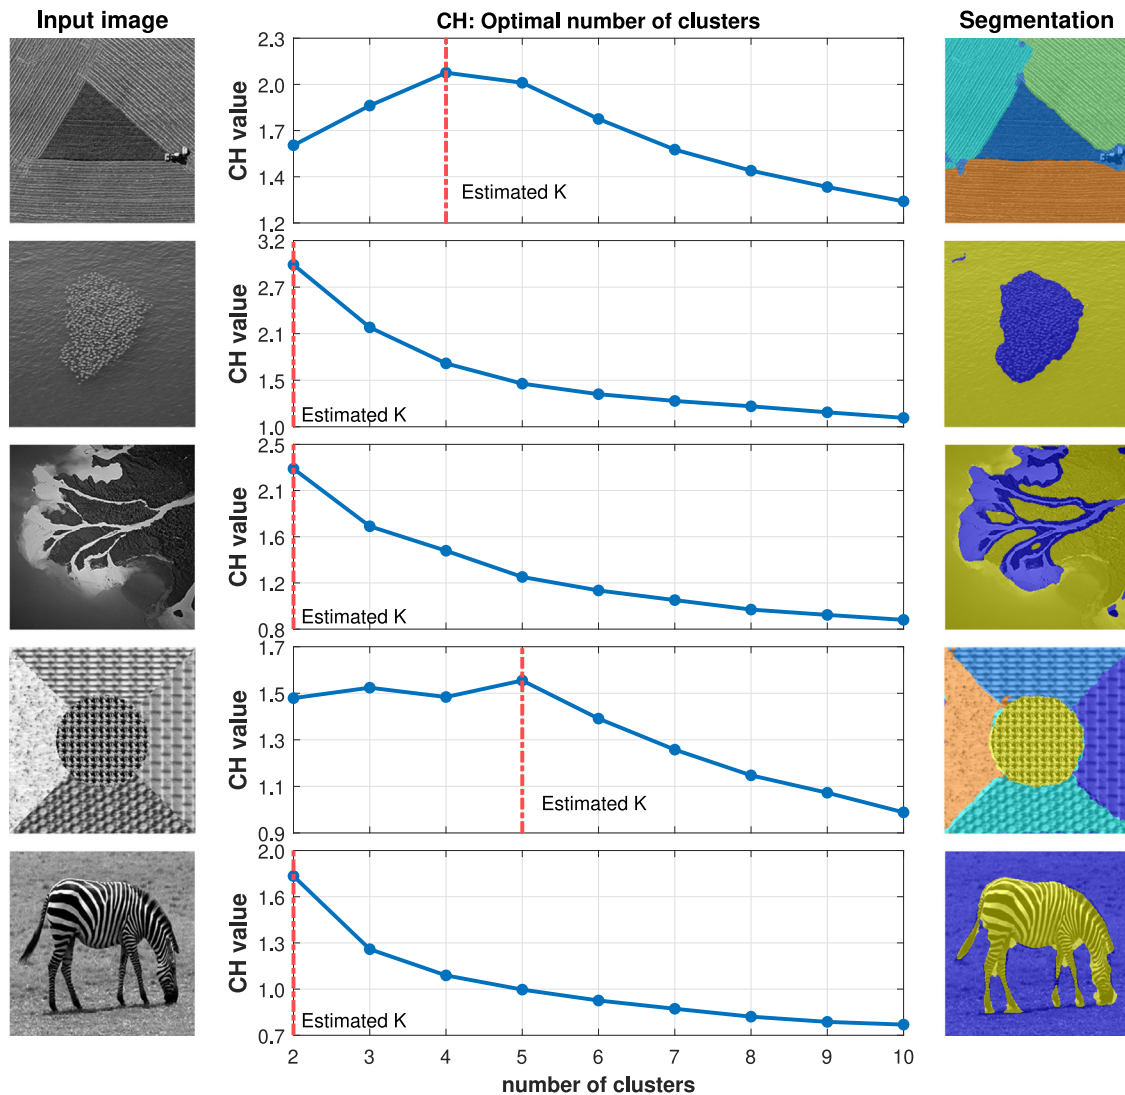 Input image
CH: Optimal number of clusters
Segmentation
CH value
2.3
2.0
1.7
1.4
1.2
Estimated K
CH value
3.2
2.7
2.1
1.5
1.0
Estimated K
CH value
2.5
2.1
1.6
1.2
0.8
Estimated K
CH value
1.7
1.5
1.3
1.1
0.9
Estimated K
CH value
2.0
1.6
1.3
1.0
0.7
Estimated K
2 3 4 5 6 7 8 9 10
number of clusters